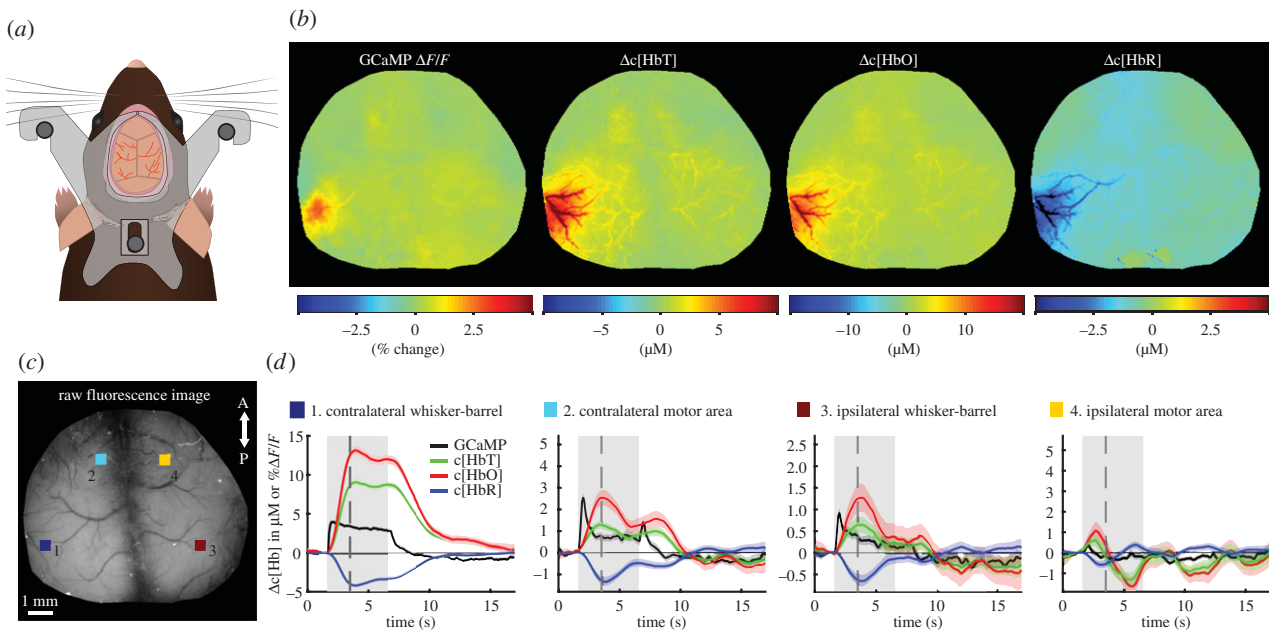 (a)
(b)
GCaMP ΔF/F
Δc[HbT]
Δc[HbO]
Δc[HbR]
−2.5 0 2.5
(% change)
−5 0 5
(μM)
−10 0 10
(μM)
−2.5 0 2.5
(μM)
(c)
raw fluorescence image
A
P
2
4
1
3
1 mm
(d)
1. contralateral whisker-barrel
Δc[Hb] in μM or %ΔF/F
15
10
5
0
−5
GCaMP
c[HbT]
c[HbO]
c[HbR]
0 5 10 15
time (s)
2. contralateral motor area
5
4
3
2
1
0
−1
0 5 10 15
time (s)
3. ipsilateral whisker-barrel
2.5
2.0
1.5
1.0
0.5
0
−0.5
0 5 10 15
time (s)
4. ipsilateral motor area
5
4
3
2
1
0
−1
0 5 10 15
time (s)